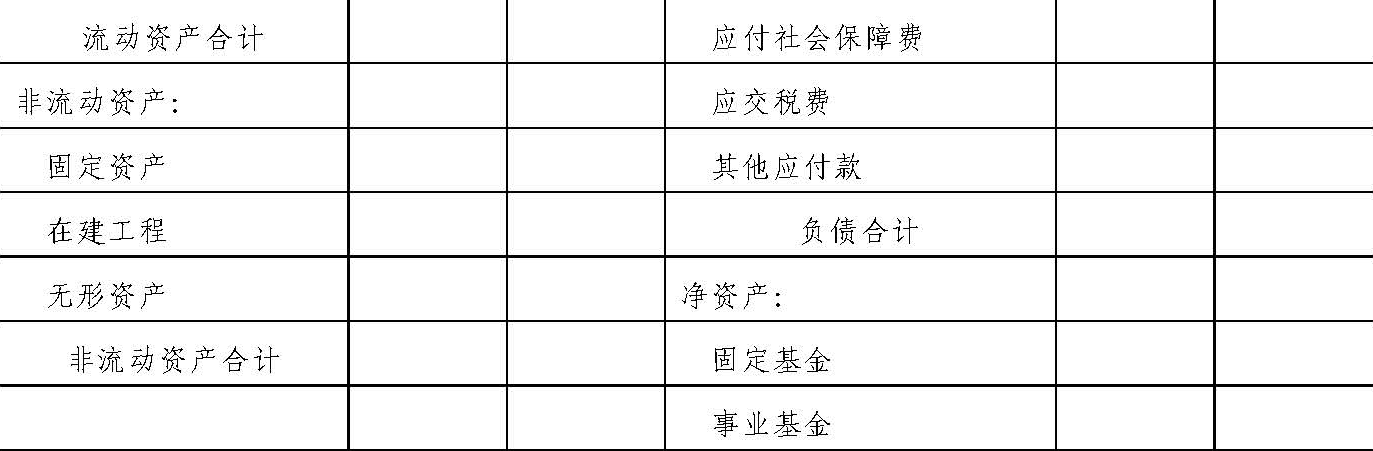 流动资产合计 应付社会保障费
非流动资产: 应交税费
固定资产 其他应付款
在建工程 负债合计
无形资产 净资产:
非流动资产合计 固定基金
事业基金